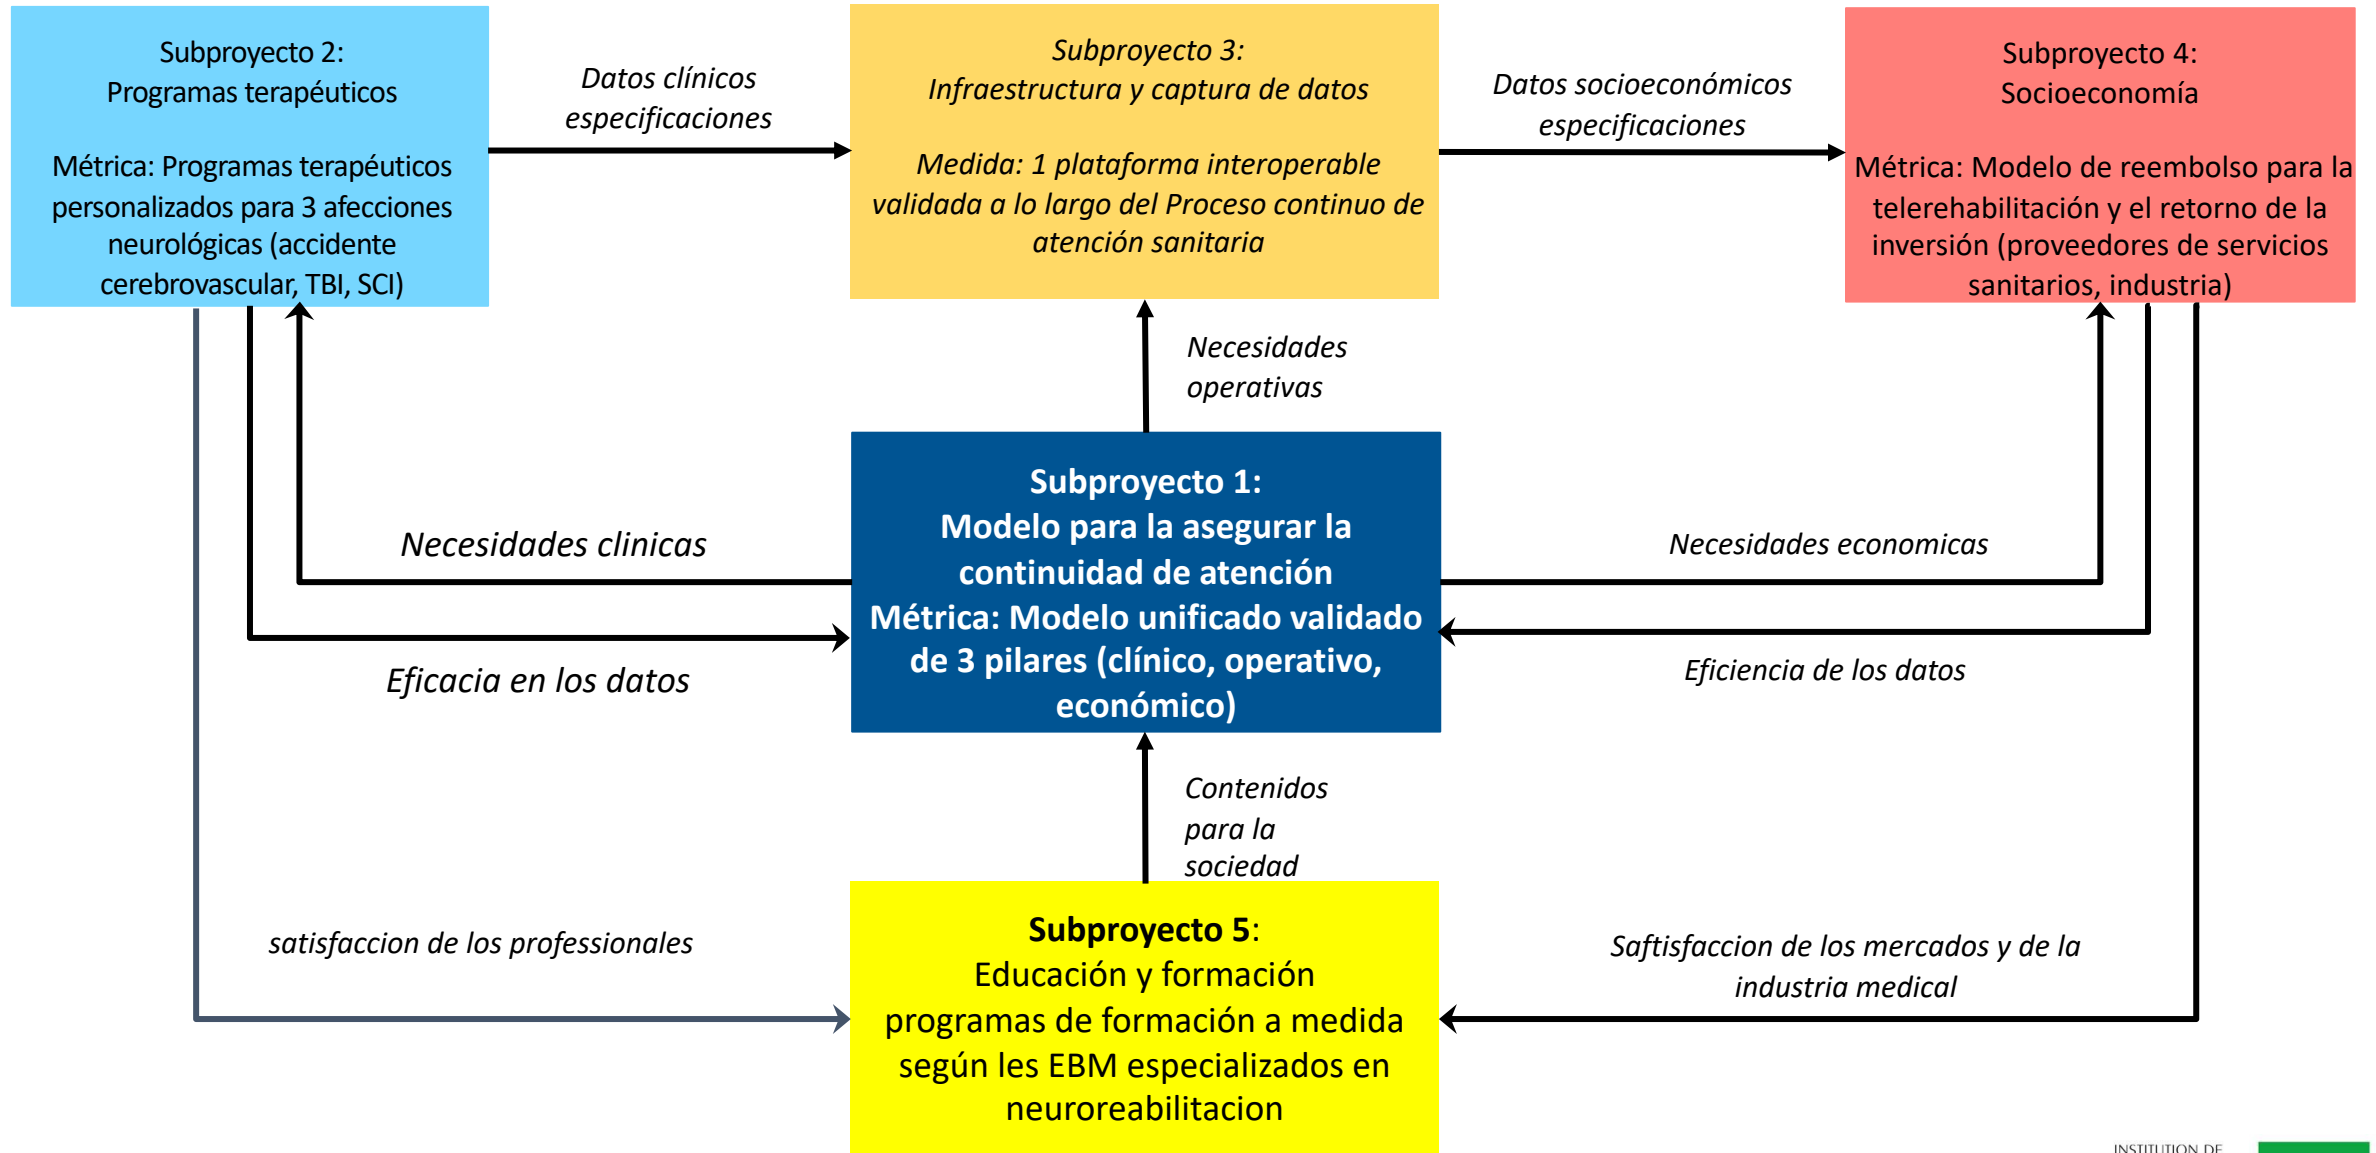 Subproyecto 2:
Programas terapéuticos
Métrica: Programas terapéuticos
personalizados para 3 afecciones
neurológicas (accidente
cerebrovascular, TBI, SCI)
Datos clínicos
especificaciones
Subproyecto 3:
Infraestructura y captura de datos
Medida: 1 plataforma interoperable
validada a lo largo del Proceso continuo de
atención sanitaria
Datos socioeconómicos
especificaciones
Subproyecto 4:
Socioeconomía
Métrica: Modelo de reembolso para la
telerehabilitación y el retorno de la
inversión (proveedores de servicios
sanitarios, industria)
Necesidades
operativas
Necesidades clinicas
Subproyecto 1:
Modelo para la asegurar la
continuidad de atención
Métrica: Modelo unificado validado
de 3 pilares (clínico, operativo,
económico)
Necesidades economicas
Eficacia en los datos
Eficiencia de los datos
Contenidos
para la
sociedad
satisfaccion de los professionales
Subproyecto 5:
Educación y formación
programas de formación a medida
según les EBM especializados en
neuroreabilitacion
Saftisfaccion de los mercados y de la
industria medical
INSTITUTION DE